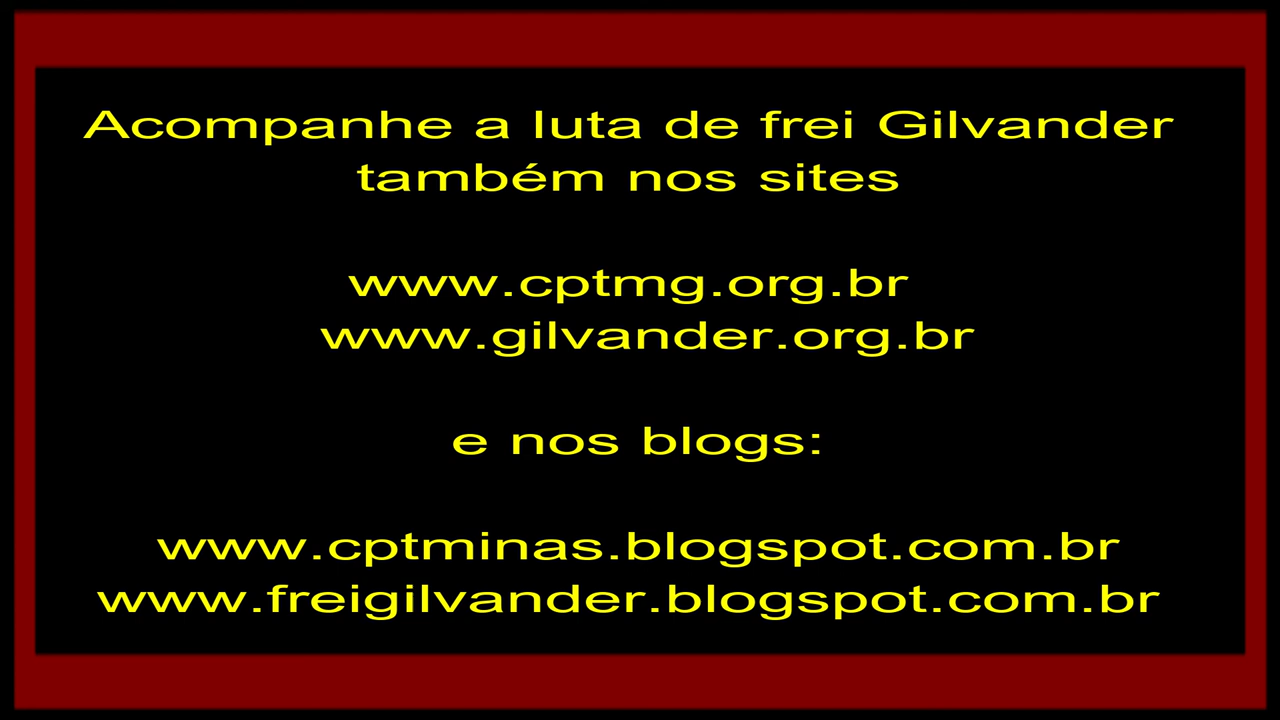 Acompanhe a luta de frei Gilvander
também nos sites
www.cptmg.org.br
www.gilvander.org.br
e nos blogs:
www.cptminas.blogspot.com.br
www.freigilvander.blogspot.com.br